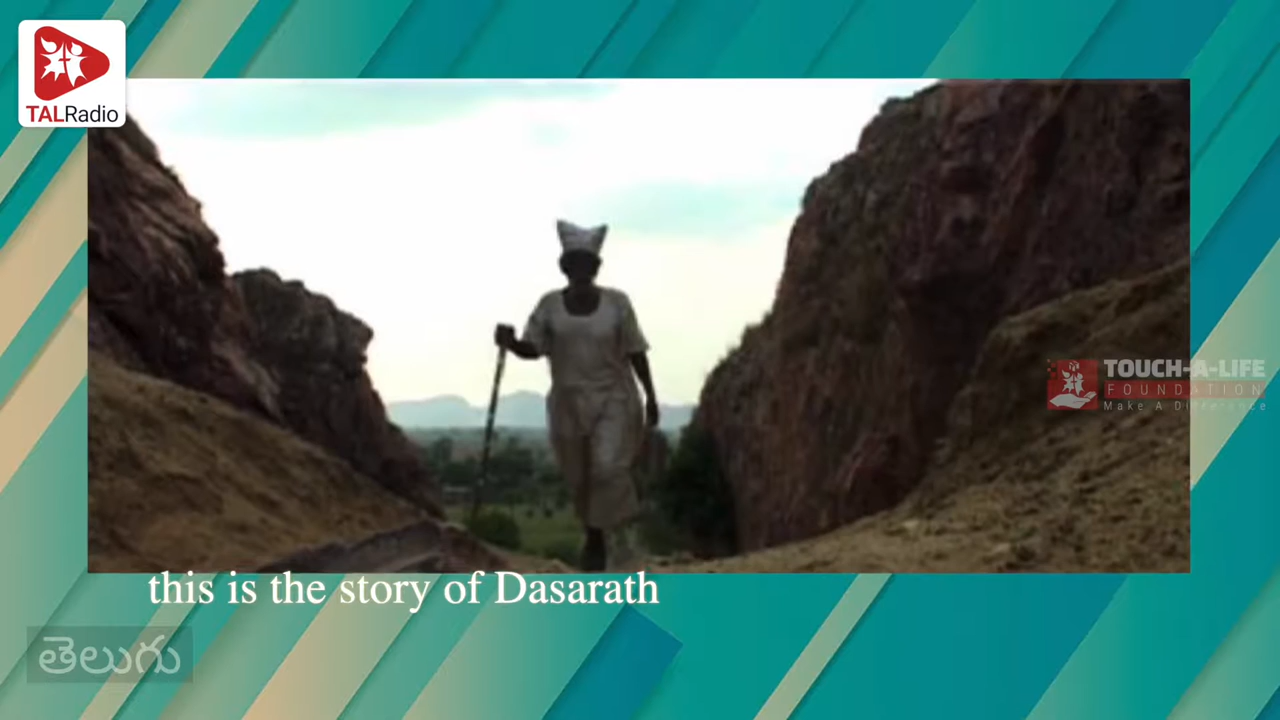 TALRadio
TOUCH-A-LIFE
FOUNDATION
Make A Difference
this is the story of Dasarath
తెలుగు